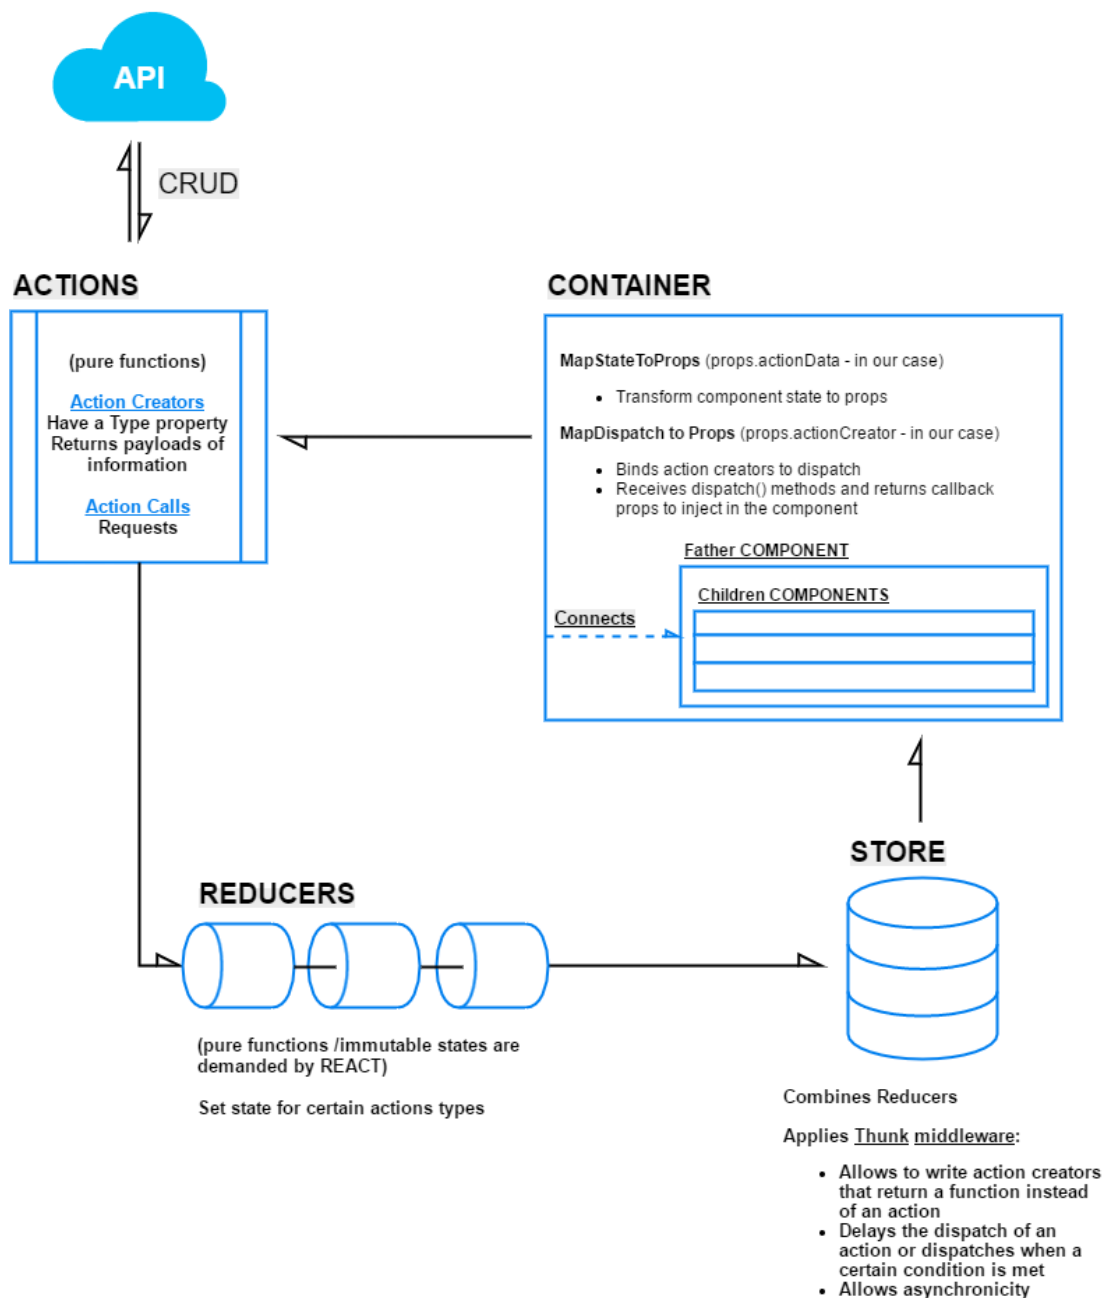 API
CRUD
ACTIONS
(pure functions)
Action Creators
Have a Type property
Returns payloads of
information
Action Calls
Requests
CONTAINER
MapStateToProps (props.actionData - in our case)
• Transform component state to props
MapDispatch to Props (props.actionCreator - in our case)
• Binds action creators to dispatch
• Receives dispatch() methods and returns callback
props to inject in the component
Father COMPONENT
Children COMPONENTS
Connects
REDUCERS
(pure functions /immutable states are
demanded by REACT)
Set state for certain actions types
STORE
Combines Reducers
Applies Thunk middleware:
• Allows to write action creators
that return a function instead
of an action
• Delays the dispatch of an
action or dispatches when a
certain condition is met
• Allows asynchronicity